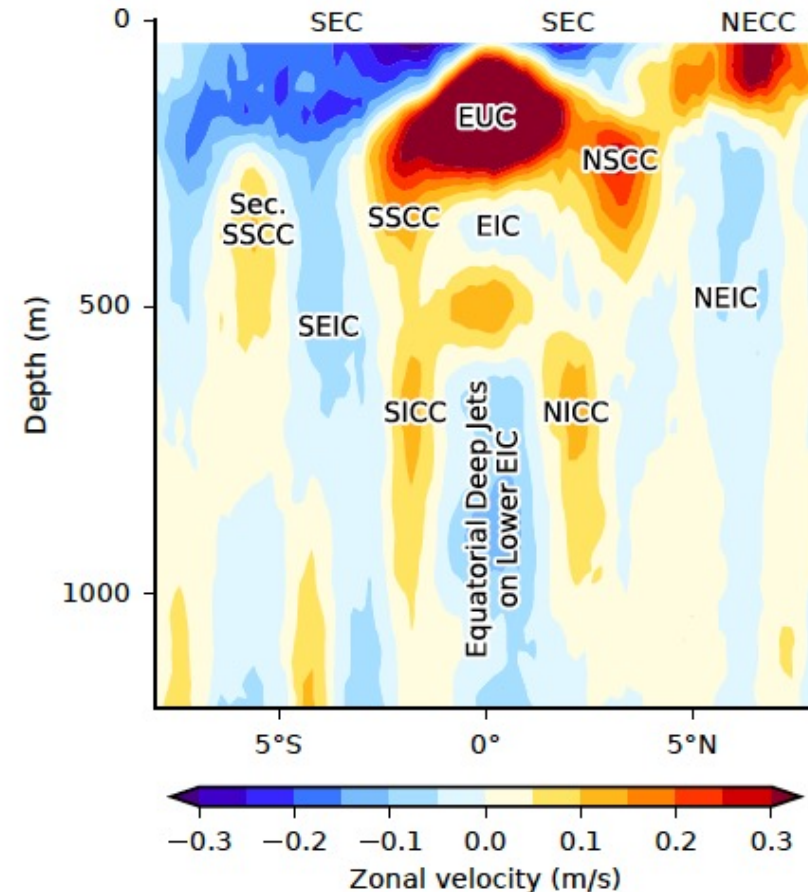 SEC SEC NECC
0
EUC
NSCC
Sec.
SSCC
SSCC
EIC
500
NEIC
SEIC
SICC
NICC
Equatorial Deep Jets
on Lower EIC
1000
Depth (m)
5°S 0° 5°N
−0.3 −0.2 −0.1 0.0 0.1 0.2 0.3
Zonal velocity (m/s)